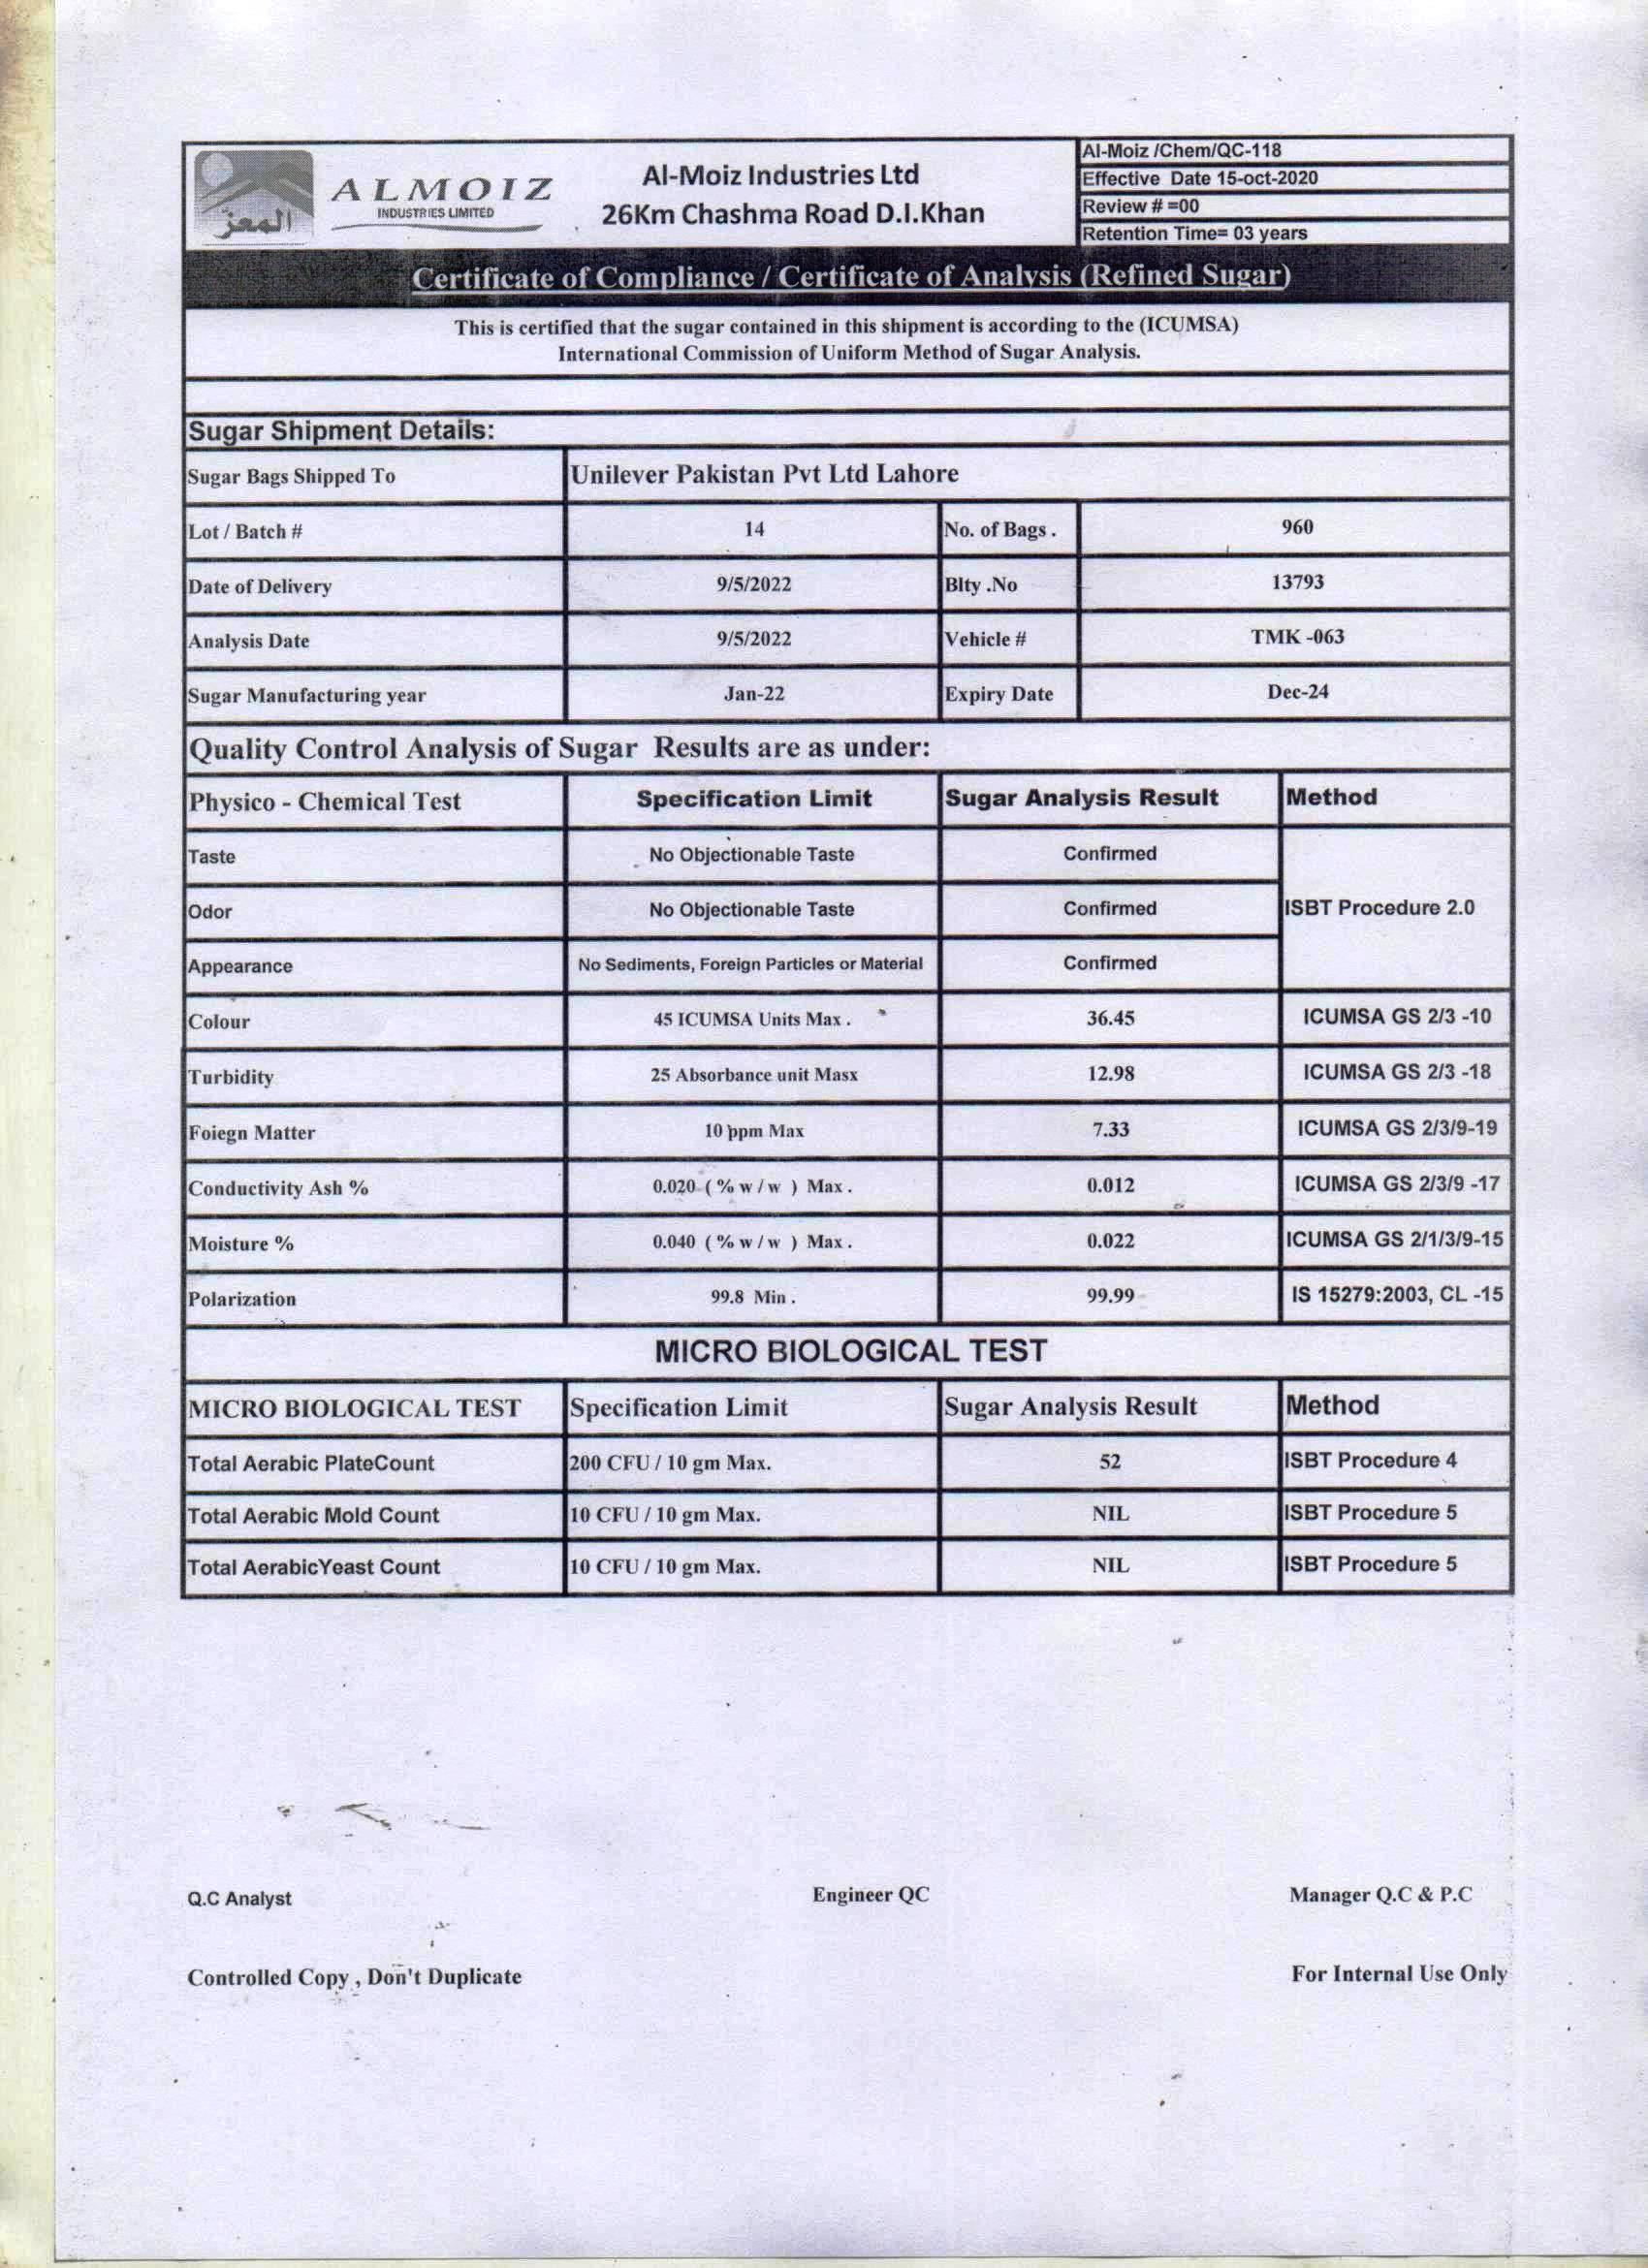 المعز
ALMOIZ
INDUSTRIES LIMITED
Al-Moiz Industries Ltd
26Km Chashma Road D.I.Khan
Al-Moiz /Chem/QC-118
Effective Date 15-oct-2020
Review # =00
Retention Time= 03 years
Certificate of Compliance / Certificate of Analysis (Refined Sugar)
This is certified that the sugar contained in this shipment is according to the (ICUMSA)
International Commission of Uniform Method of Sugar Analysis.
Sugar Shipment Details:
Sugar Bags Shipped To Unilever Pakistan Pvt Ltd Lahore
Lot / Batch # 14 No. of Bags . 960
Date of Delivery 9/5/2022 Blty .No 13793
Analysis Date 9/5/2022 Vehicle # TMK -063
Sugar Manufacturing year Jan-22 Expiry Date Dec-24
Quality Control Analysis of Sugar Results are as under:
Physico - Chemical Test Specification Limit Sugar Analysis Result Method
Taste No Objectionable Taste Confirmed
Odor No Objectionable Taste Confirmed ISBT Procedure 2.0
Appearance No Sediments, Foreign Particles or Material Confirmed
Colour 45 ICUMSA Units Max . 36.45 ICUMSA GS 2/3 -10
Turbidity 25 Absorbance unit Masx 12.98 ICUMSA GS 2/3 -18
Foiegn Matter 10 ppm Max 7.33 ICUMSA GS 2/3/9-19
Conductivity Ash % 0.020 ( % w / w ) Max . 0.012 ICUMSA GS 2/3/9 -17
Moisture % 0.040 ( % w / w ) Max . 0.022 ICUMSA GS 2/1/3/9-15
Polarization 99.8 Min . 99.99 IS 15279:2003, CL -15
MICRO BIOLOGICAL TEST
MICRO BIOLOGICAL TEST Specification Limit Sugar Analysis Result Method
Total Aerabic PlateCount 200 CFU / 10 gm Max. 52 ISBT Procedure 4
Total Aerabic Mold Count 10 CFU / 10 gm Max. NIL ISBT Procedure 5
Total AerabicYeast Count 10 CFU / 10 gm Max. NIL ISBT Procedure 5
Q.C Analyst Engineer QC Manager Q.C & P.C
Controlled Copy , Don't Duplicate For Internal Use Only